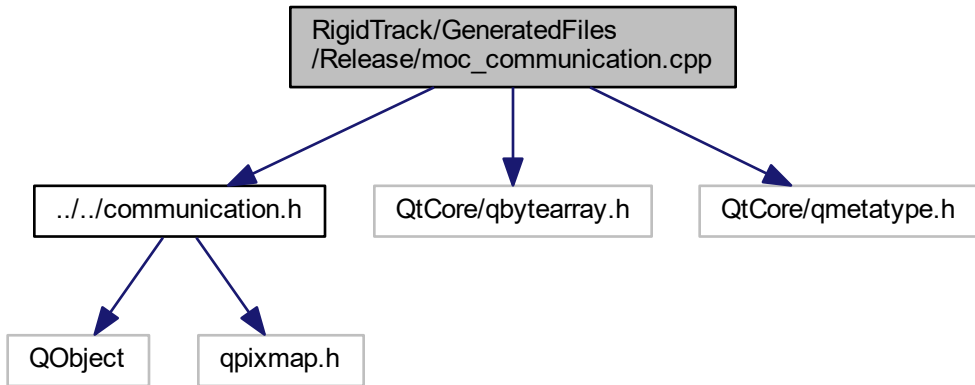 RigidTrack/GeneratedFiles
/Release/moc_communication.cpp
../../communication.h
QtCore/qbytearray.h
QtCore/qmetatype.h
QObject
qpixmap.h